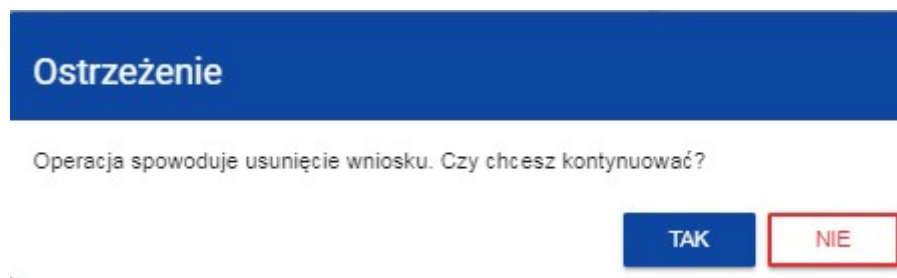 Ostrzeżenie
Operacja spowoduje usunięcie wniosku. Czy chcesz kontynuować?
TAK NIE